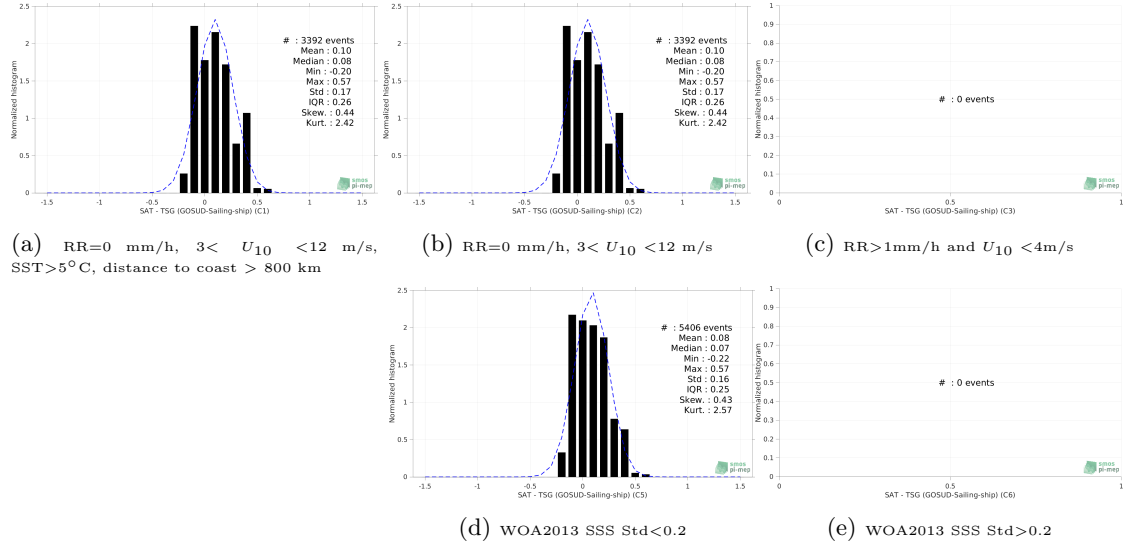 2.5
2
1.5
1
0.5
0
Normalized histogram
# : 3392 events
Mean : 0.10
Median : 0.08
Min : -0.20
Max : 0.57
Std : 0.17
IQR : 0.26
Skew. : 0.44
Kurt. : 2.42
smos
pi-mep
-1.5 -1 -0.5 0 0.5 1 1.5
SAT - TSG (GOSUD-Sailing-ship) (C1)
(a) RR=0 mm/h, 3< U10 <12 m/s,
SST>5°C, distance to coast > 800 km
2.5
2
1.5
1
0.5
0
Normalized histogram
# : 3392 events
Mean : 0.10
Median : 0.08
Min : -0.20
Max : 0.57
Std : 0.17
IQR : 0.26
Skew. : 0.44
Kurt. : 2.42
smos
pi-mep
-1.5 -1 -0.5 0 0.5 1 1.5
SAT - TSG (GOSUD-Sailing-ship) (C2)
(b) RR=0 mm/h, 3< U10 <12 m/s
1
0.9
0.8
0.7
0.6
0.5
0.4
0.3
0.2
0.1
0
Normalized histogram
# : 0 events
smos
pi-mep
0 0.5 1
SAT - TSG (GOSUD-Sailing-ship) (C3)
(c) RR>1mm/h and U10 <4m/s
2.5
2
1.5
1
0.5
0
Normalized histogram
# : 5406 events
Mean : 0.08
Median : 0.07
Min : -0.22
Max : 0.57
Std : 0.16
IQR : 0.25
Skew. : 0.43
Kurt. : 2.57
smos
pi-mep
-1.5 -1 -0.5 0 0.5 1 1.5
SAT - TSG (GOSUD-Sailing-ship) (C5)
(d) WOA2013 SSS Std<0.2
1
0.9
0.8
0.7
0.6
0.5
0.4
0.3
0.2
0.1
0
Normalized histogram
# : 0 events
smos
pi-mep
0 0.5 1
SAT - TSG (GOSUD-Sailing-ship) (C6)
(e) WOA2013 SSS Std>0.2